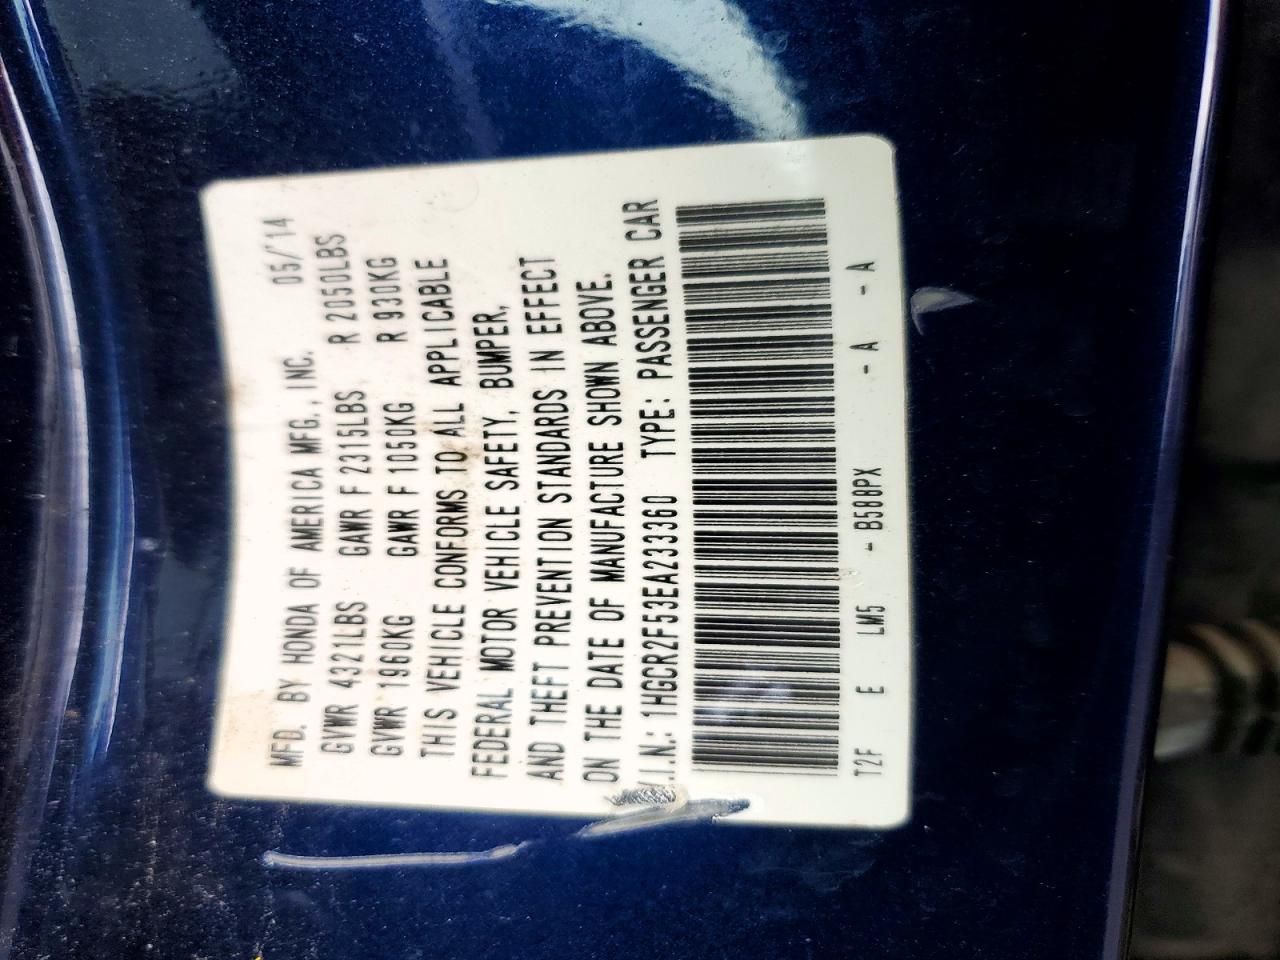 MFD. BY HONDA OF AMERICA MFG., INC. 05/'14
GVWR 4321LBS GAWR F 2315LBS R 2050LBS
GVWR 1960KG GAWR F 1050KG R 930KG
THIS VEHICLE CONFORMS TO ALL APPLICABLE
FEDERAL MOTOR VEHICLE SAFETY, BUMPER,
AND THEFT PREVENTION STANDARDS IN EFFECT
ON THE DATE OF MANUFACTURE SHOWN ABOVE.
V.I.N.: 1HGCR2F53EA233360 TYPE: PASSENGER CAR
T2F E LM5 - B588PX - A - A